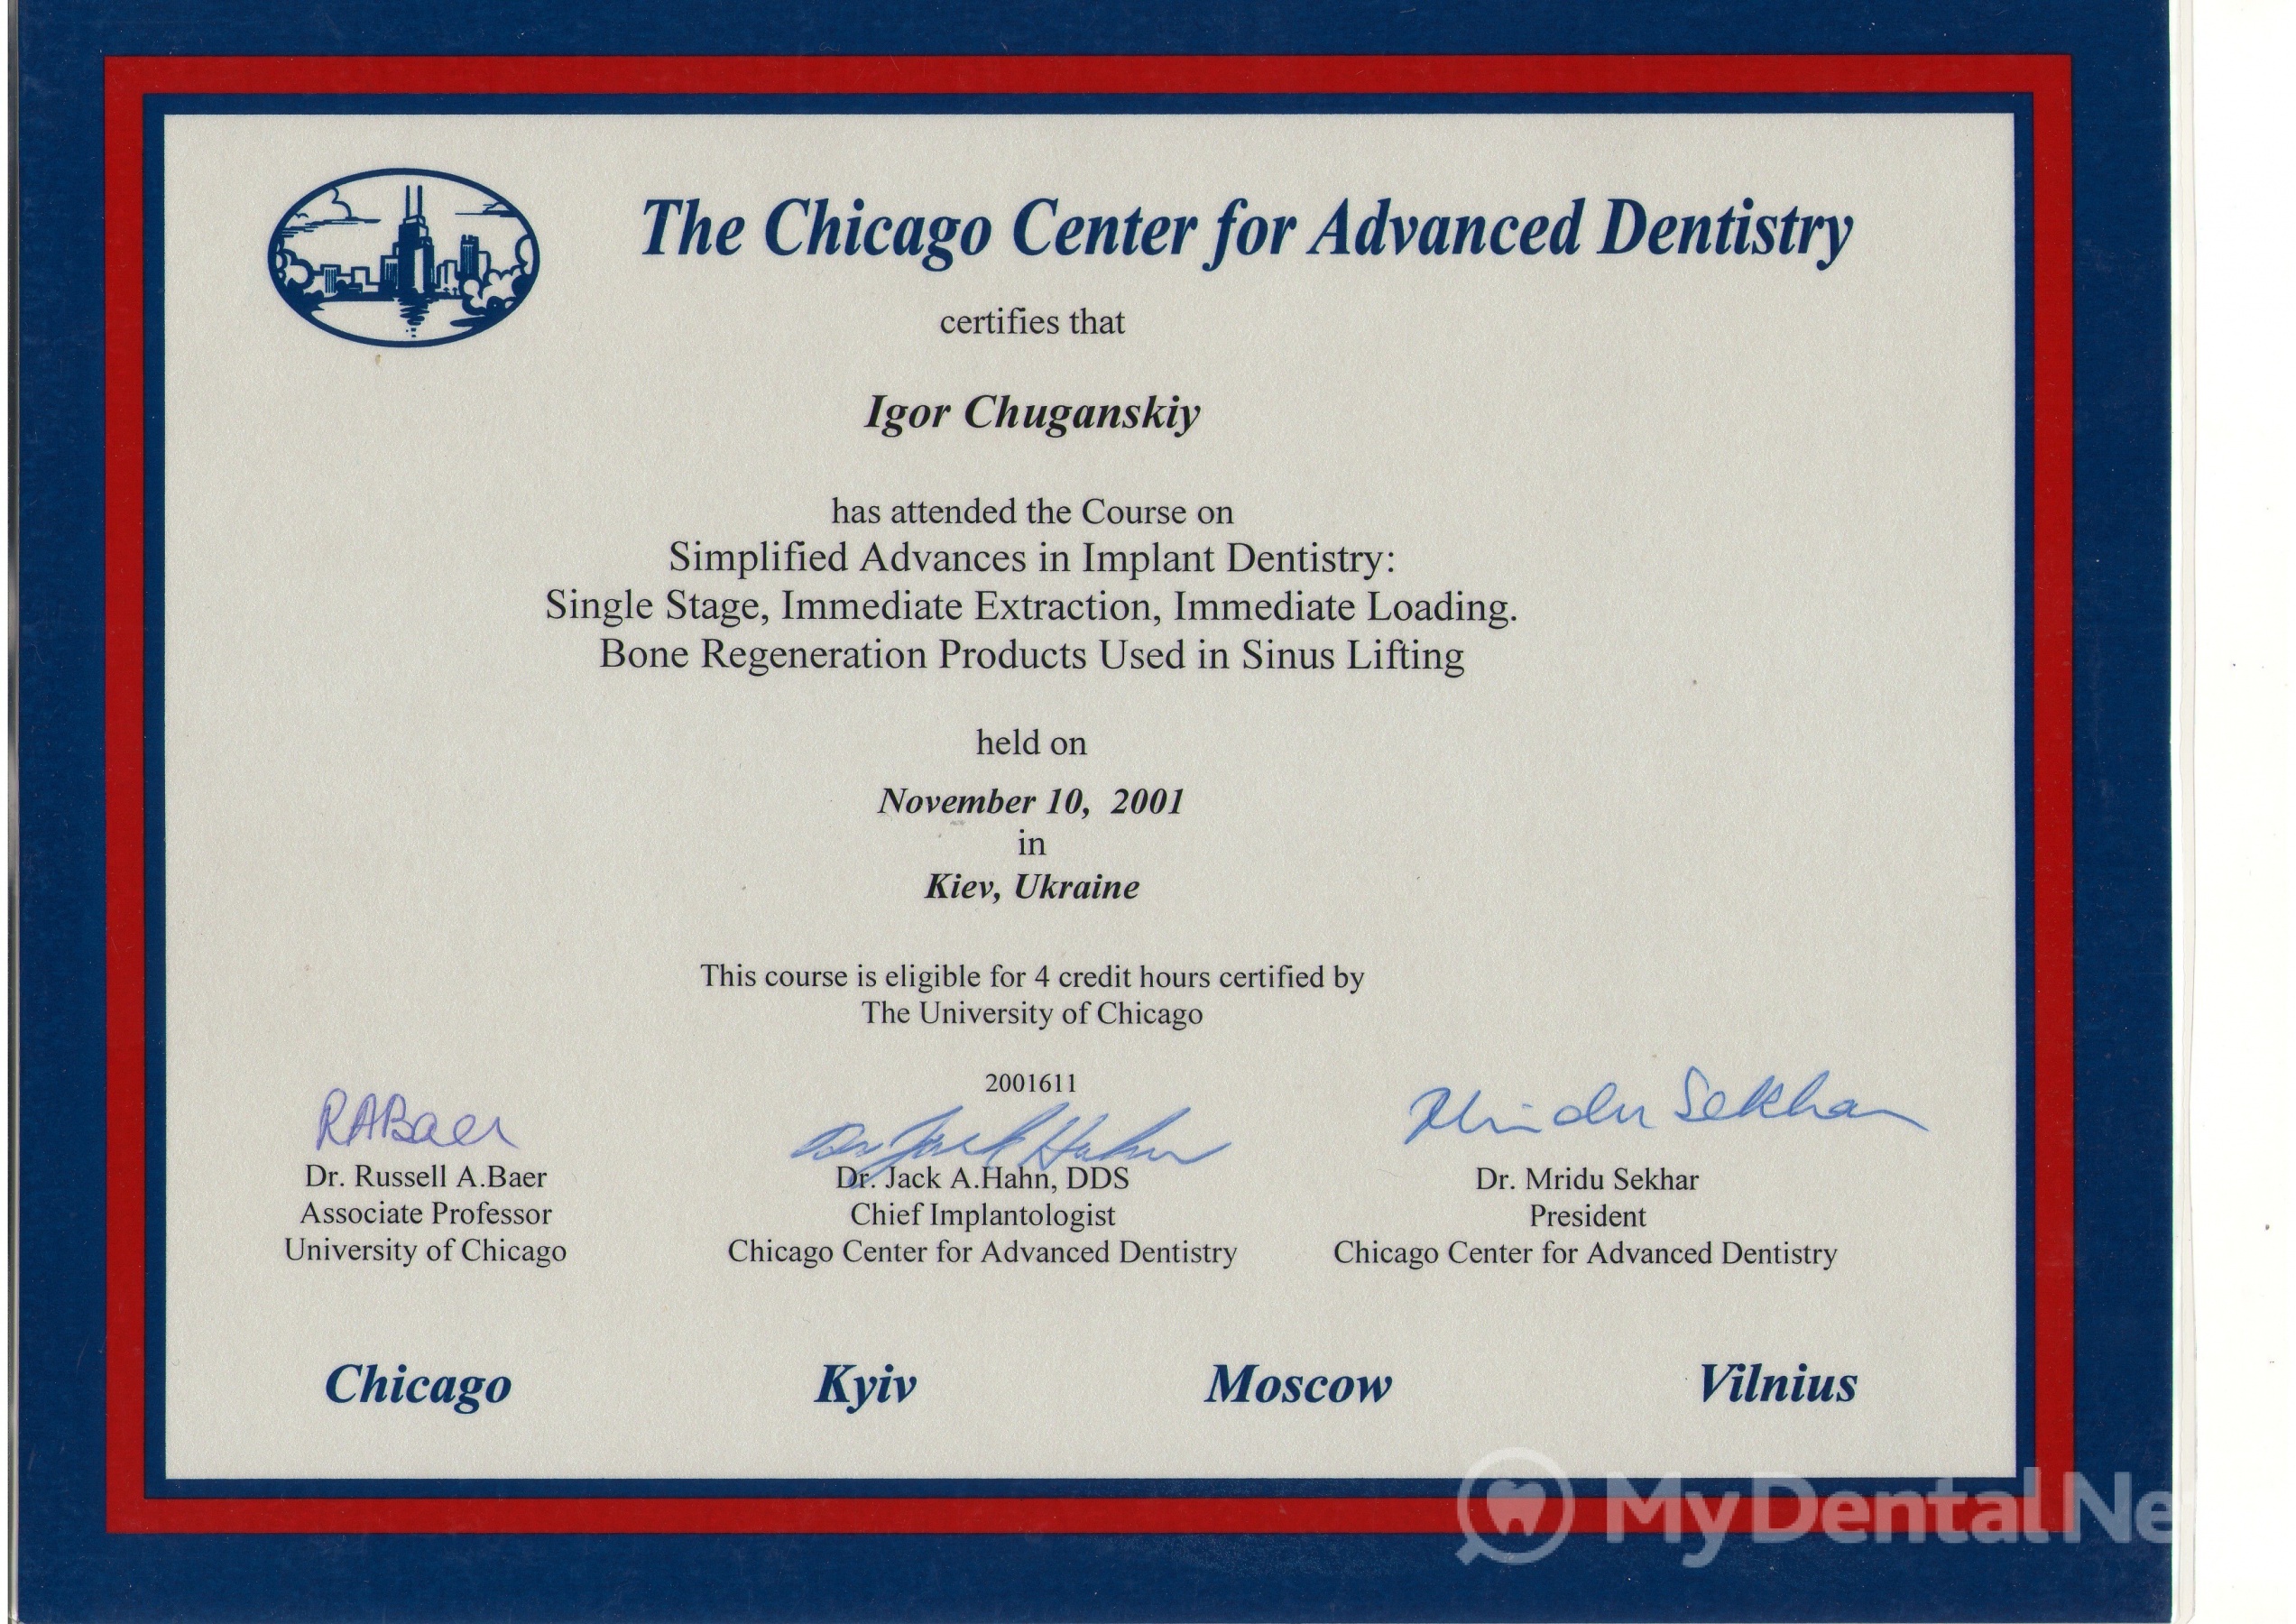 The Chicago Center for Advanced Dentistry
certifies that
Igor Chuganskiy
has attended the Course on
Simplified Advances in Implant Dentistry:
Single Stage, Immediate Extraction, Immediate Loading.
Bone Regeneration Products Used in Sinus Lifting
held on
November 10, 2001
in
Kiev, Ukraine
This course is eligible for 4 credit hours certified by
The University of Chicago
2001611
RABaer
Dr Jack Hahn
Mridu Sekhar
Dr. Russell A.Baer
Associate Professor
University of Chicago
Dr. Jack A.Hahn, DDS
Chief Implantologist
Chicago Center for Advanced Dentistry
Dr. Mridu Sekhar
President
Chicago Center for Advanced Dentistry
Chicago Kyiv Moscow Vilnius
MyDentalNe